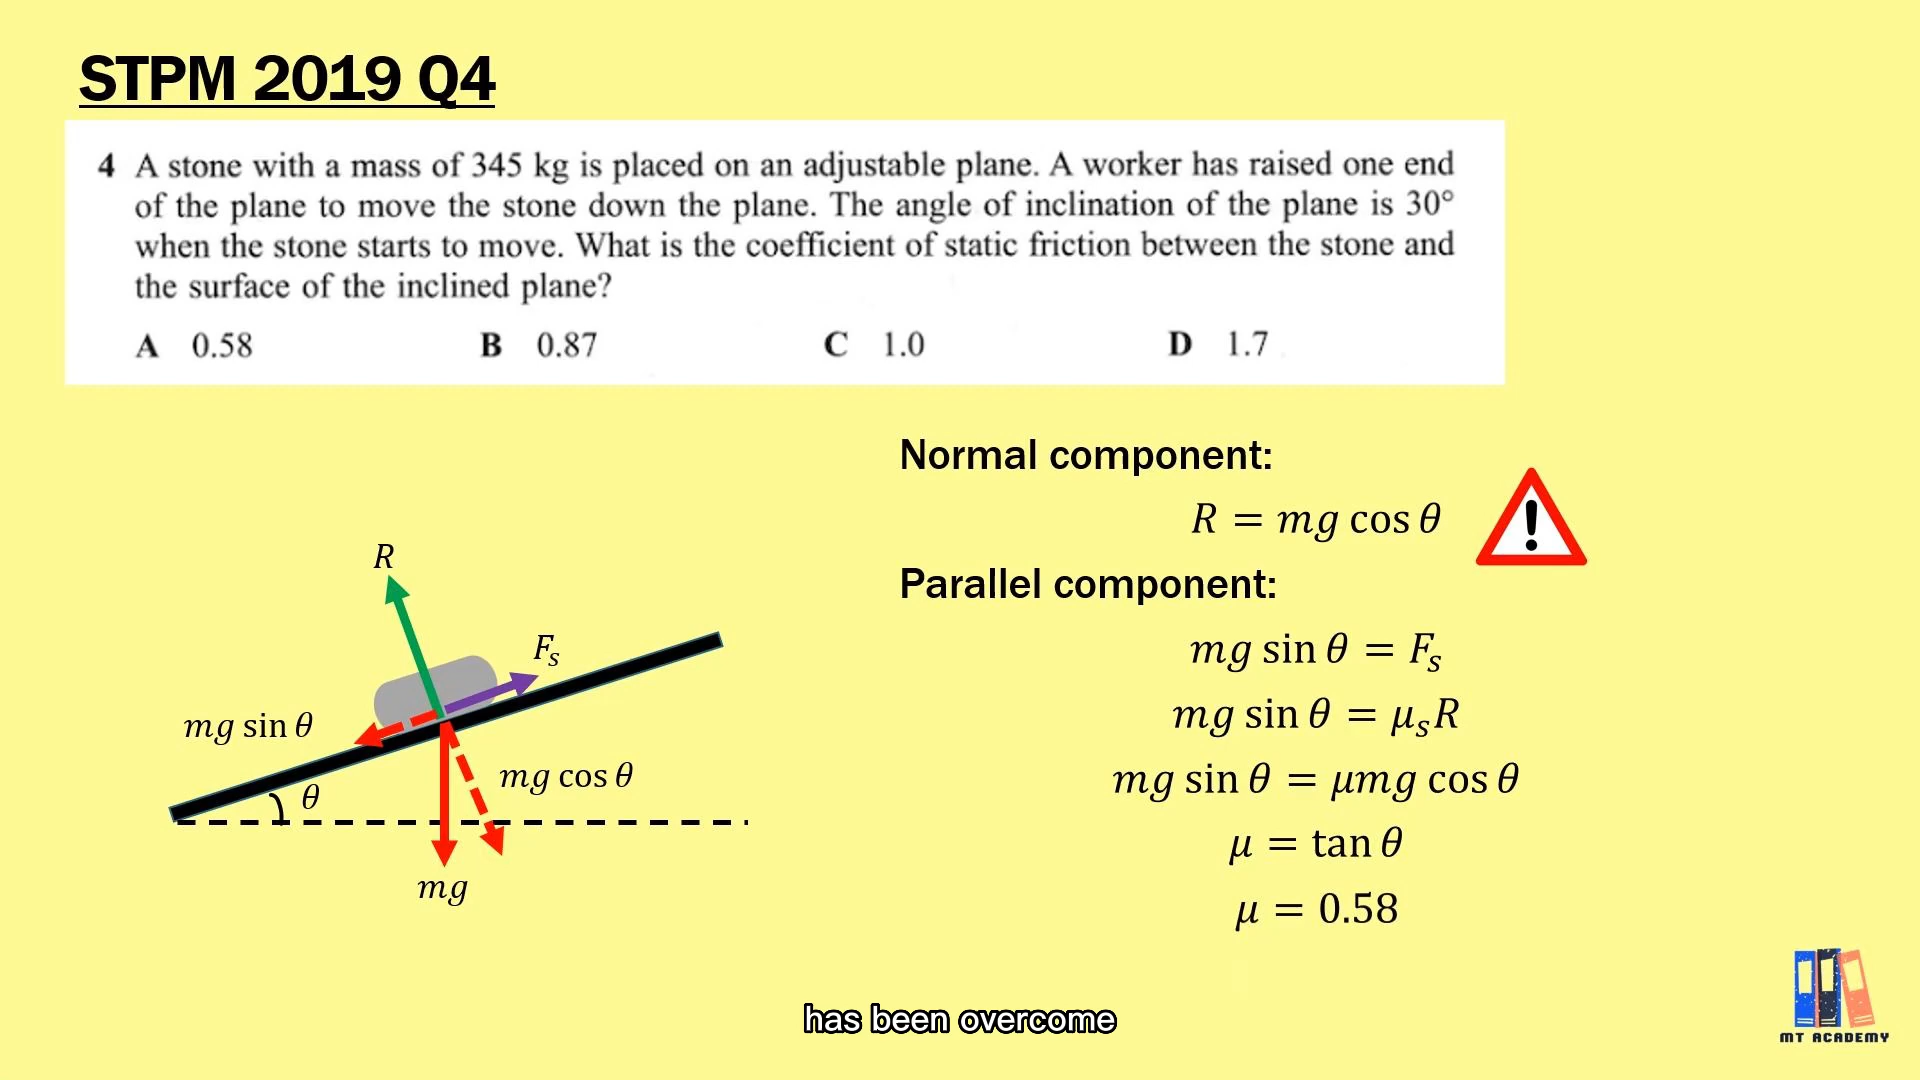 STPM 2019 Q4
4 A stone with a mass of 345 kg is placed on an adjustable plane. A worker has raised one end
of the plane to move the stone down the plane. The angle of inclination of the plane is 30°
when the stone starts to move. What is the coefficient of static friction between the stone and
the surface of the inclined plane?
A 0.58 B 0.87 C 1.0 D 1.7
Normal component:
R = mg cos θ
!
Parallel component:
mg sin θ = Fₛ
mg sin θ = μₛR
mg sin θ = μmg cos θ
μ = tan θ
μ = 0.58
R
Fₛ
mg sin θ
mg cos θ
θ
mg
has been overcome
MT ACADEMY